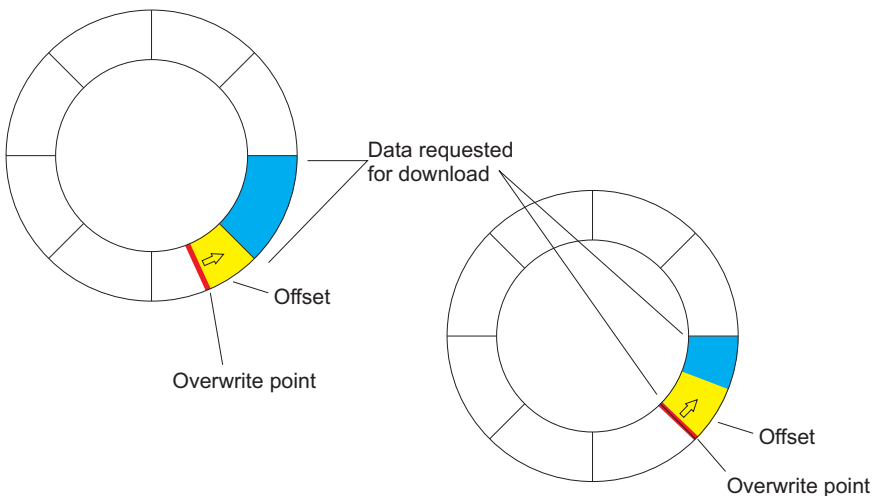 Data requested
for download
Offset
Overwrite point
Offset
Overwrite point